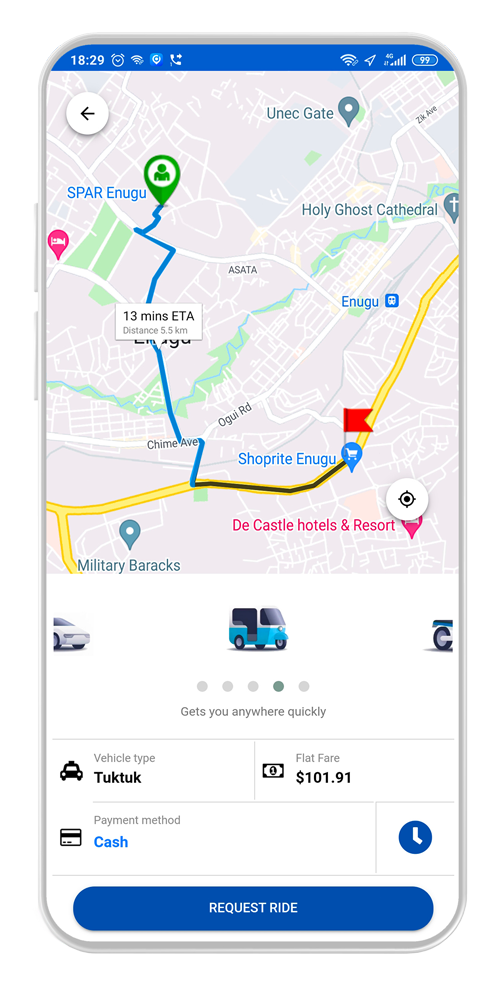 18:29
4G
99
Unec Gate
Zik Ave
SPAR Enugu
Holy Ghost Cathedral
ASATA
Enugu
13 mins ETA
Distance 5.5 km
Enugu
Ogui Rd
Chime Ave
Shoprite Enugu
De Castle hotels & Resort
Military Baracks
Gets you anywhere quickly
Vehicle type
Tuktuk
Flat Fare
$101.91
Payment method
Cash
REQUEST RIDE